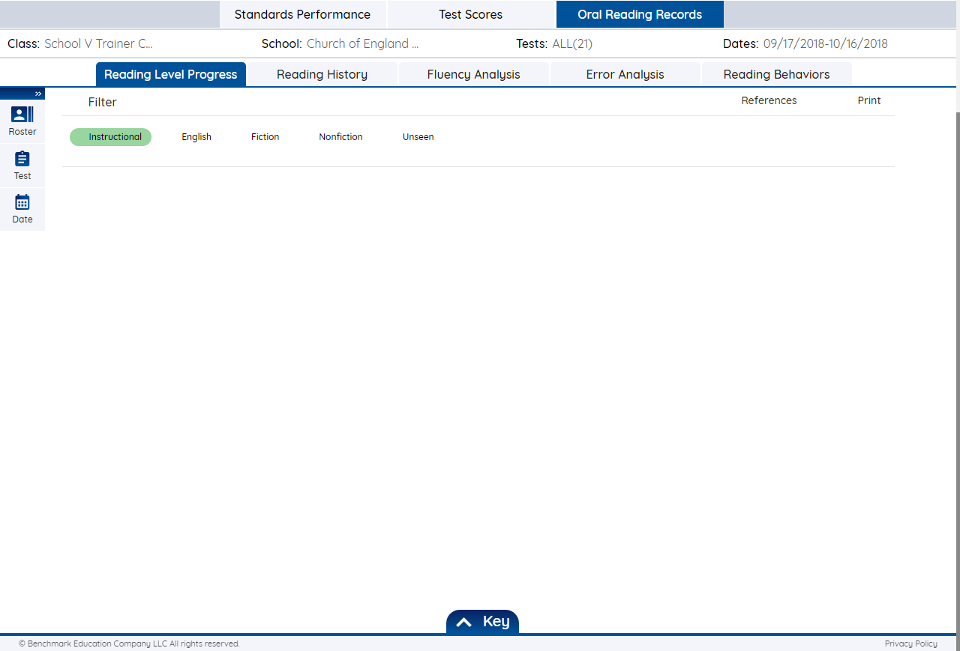 Standards Performance Test Scores Oral Reading Records
Class: School V Trainer C... School: Church of England ... Tests: ALL(21) Dates: 09/17/2018-10/16/2018
Reading Level Progress Reading History Fluency Analysis Error Analysis Reading Behaviors
»
Filter References Print
Roster
Instructional English Fiction Nonfiction Unseen
Test
Date
Key
© Benchmark Education Company LLC All rights reserved. Privacy Policy